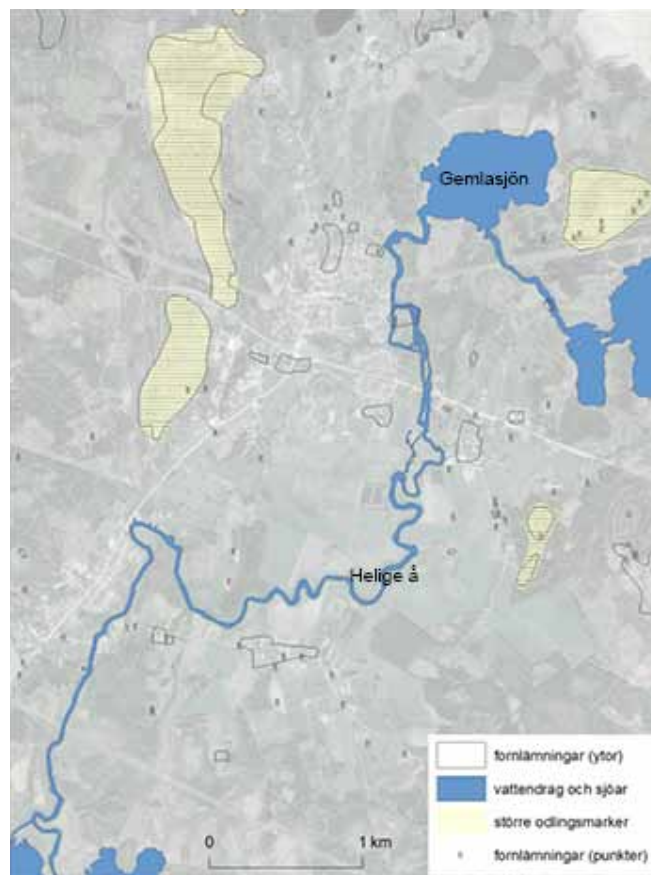 Gemlasjön
Helige å
fornlämningar (ytor)
vattendrag och sjöar
större odlingsmarker
fornlämningar (punkter)
0 1 km